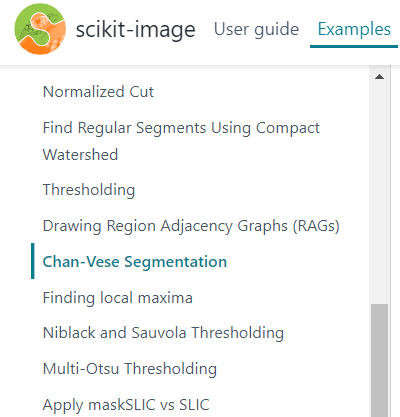 scikit-image User guide Examples
Normalized Cut
Find Regular Segments Using Compact
Watershed
Thresholding
Drawing Region Adjacency Graphs (RAGs)
Chan-Vese Segmentation
Finding local maxima
Niblack and Sauvola Thresholding
Multi-Otsu Thresholding
Apply maskSLIC vs SLIC